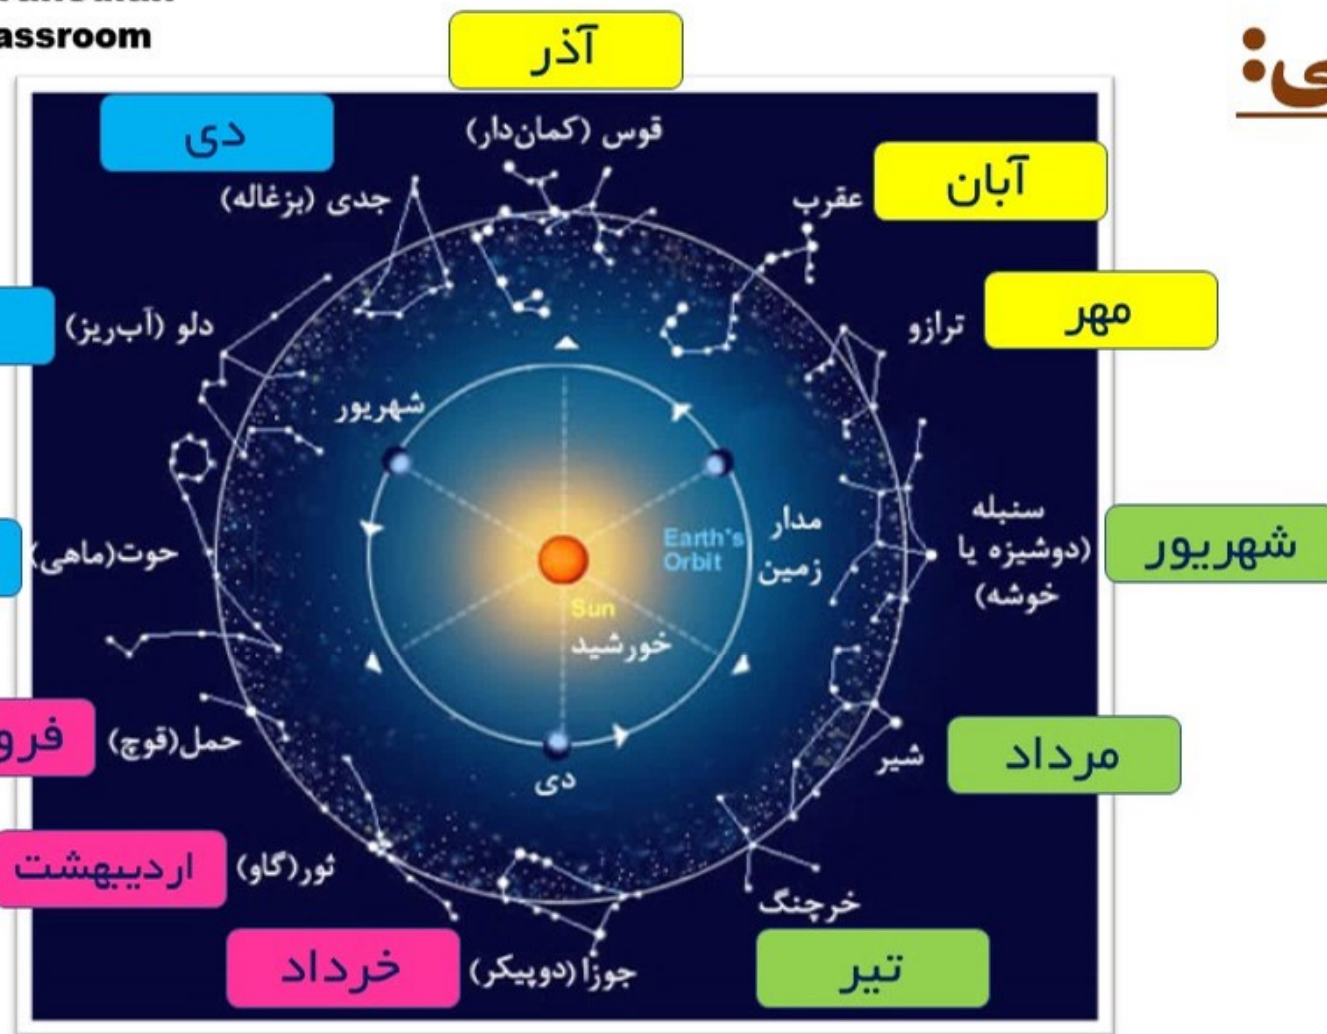 assroom
ی:
آذر
دی
قوس (کمان‌دار)
آبان
عقرب
جدی (بزغاله)
مهر
ترازو
دلو (آب‌ریز)
شهریور
مدار
زمین
Earth's
Orbit
سنبله
(دوشیزه یا
خوشه)
شهریور
حوت(ماهی)
Sun
خورشید
حمل(قوچ)
فرو
دی
شیر
مرداد
ثور(گاو)
اردیبهشت
خرچنگ
تیر
جوزا (دوپیکر)
خرداد